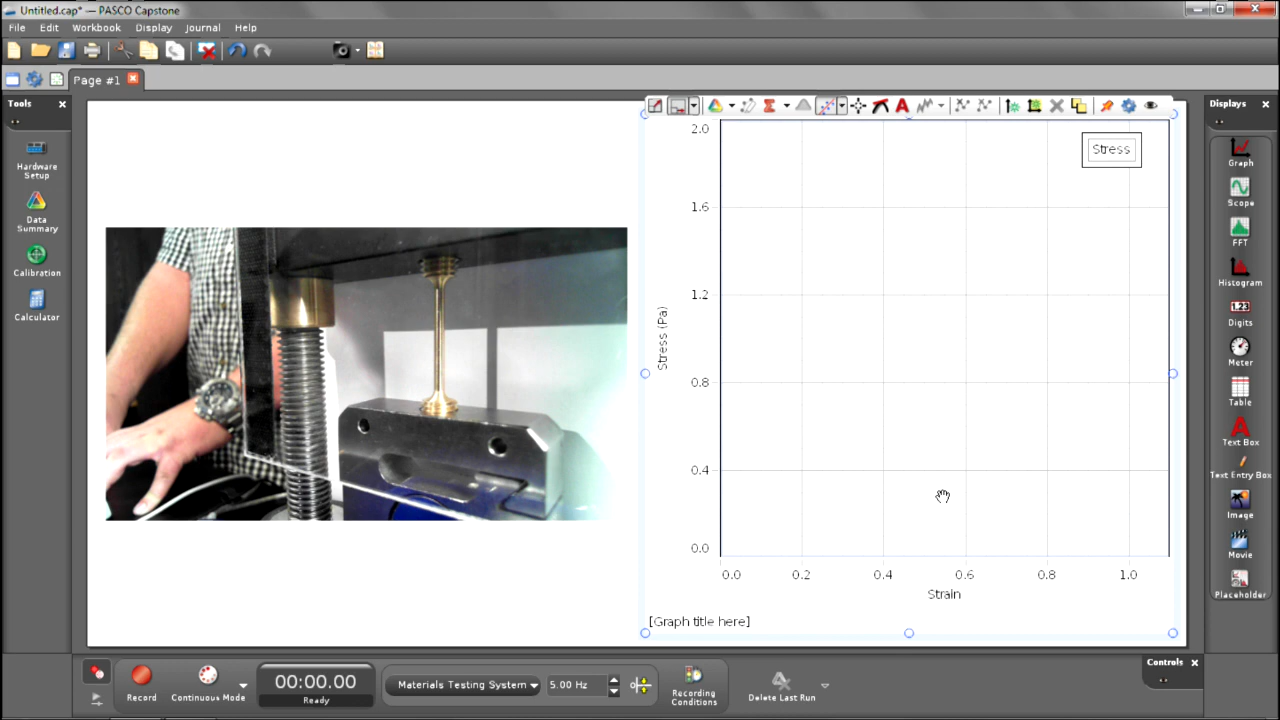 Untitled.cap* — PASCO Capstone
File Edit Workbook Display Journal Help
Page #1
Tools
Hardware
Setup
Data
Summary
Calibration
Calculator
2.0
1.6
1.2
0.8
0.4
0.0
Stress (Pa)
Stress
0.0 0.2 0.4 0.6 0.8 1.0
Strain
[Graph title here]
Displays
Graph
Scope
FFT
Histogram
1.23
Digits
Meter
Table
Text Box
Text Entry Box
Image
Movie
Placeholder
Record
Continuous Mode
00:00.00
Ready
Materials Testing System
5.00 Hz
Recording
Conditions
Delete Last Run
Controls